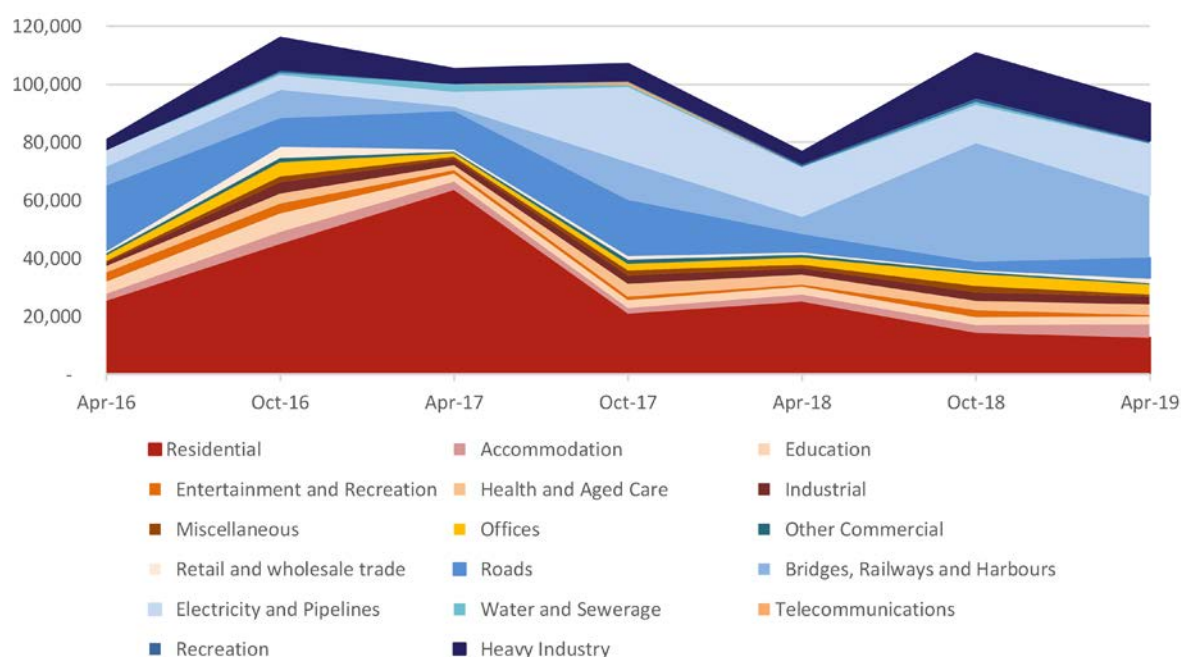 120,000
100,000
80,000
60,000
40,000
20,000
-
Apr-16 Oct-16 Apr-17 Oct-17 Apr-18 Oct-18 Apr-19
Residential Accommodation Education
Entertainment and Recreation Health and Aged Care Industrial
Miscellaneous Offices Other Commercial
Retail and wholesale trade Roads Bridges, Railways and Harbours
Electricity and Pipelines Water and Sewerage Telecommunications
Recreation Heavy Industry